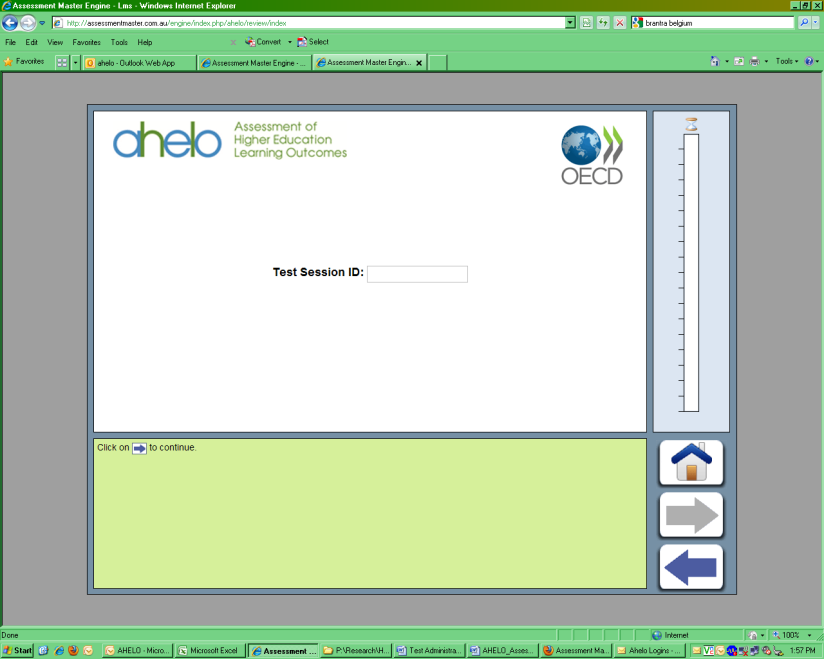 Assessment Master Engine - Lms - Windows Internet Explorer
http://assessmentmaster.com.au/engine/index.php/ahelo/review/index
brantra belgium
File Edit View Favorites Tools Help
x Convert Select
Favorites
ahelo - Outlook Web App
Assessment Master Engine - ...
Assessment Master Engin...
Tools
ahelo
Assessment of
Higher Education
Learning Outcomes
OECD
Test Session ID:
Click on to continue.
Done
Internet
100%
Start
AHELO - Micro...
Microsoft Excel
Assessment ...
P:\Research\H...
Test Administra...
AHELO_Asses...
Assessment Ma...
Ahelo Logins - ...
1:57 PM